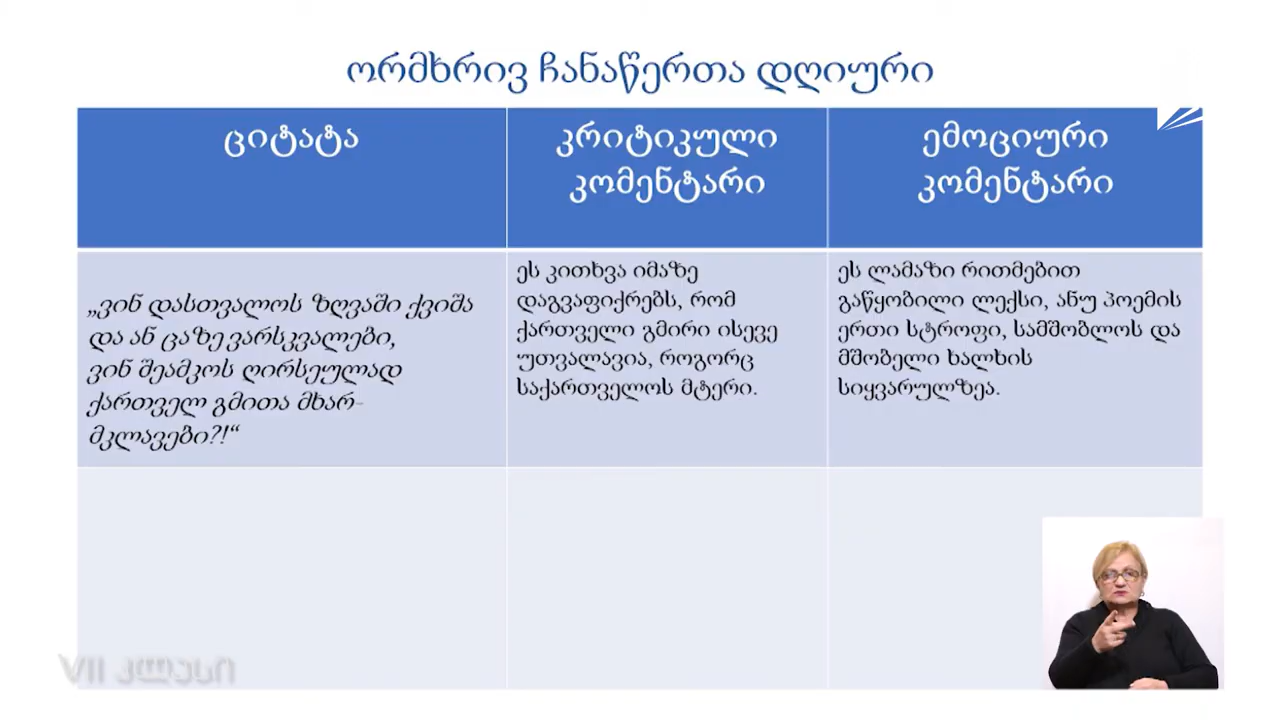 ორმხრივ ჩანაწერთა დღიური
ციტატა
კრიტიკული
კომენტარი
ემოციური
კომენტარი
„ვინ დასთვალოს ზღვაში ქვიშა
და ან ცაზე ვარსკვალები,
ვინ შეამკოს ღირსეულად
ქართველ გმითა მხარ-
მკლავები?!“
ეს კითხვა იმაზე
დაგვაფიქრებს, რომ
ქართველი გმირი ისევე
უთვალავია, როგორც
საქართველოს მტერი.
ეს ლამაზი რითმებით
გაწყობილი ლექსი, ანუ პოემის
ერთი სტროფი, სამშობლოს და
მშობელი ხალხის
სიყვარულზეა.
VII კლასი